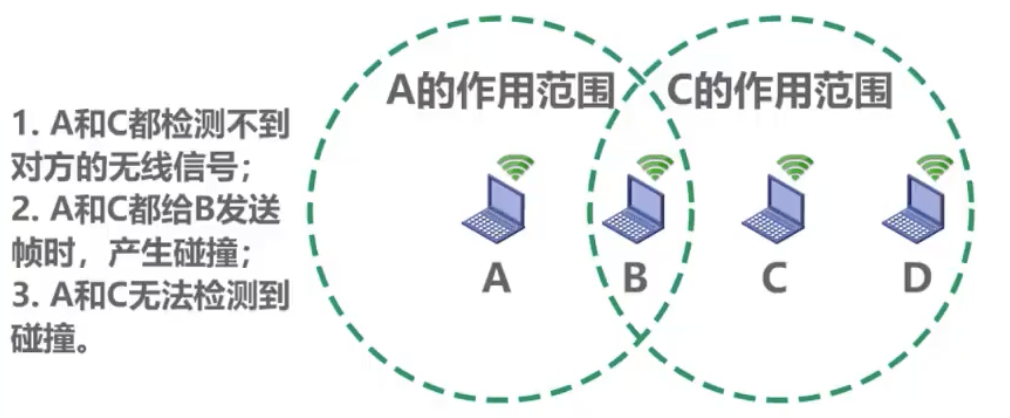 A的作用范围
C的作用范围
1. A和C都检测不到
对方的无线信号；
2. A和C都给B发送
帧时，产生碰撞；
3. A和C无法检测到
碰撞。
A
B
C
D